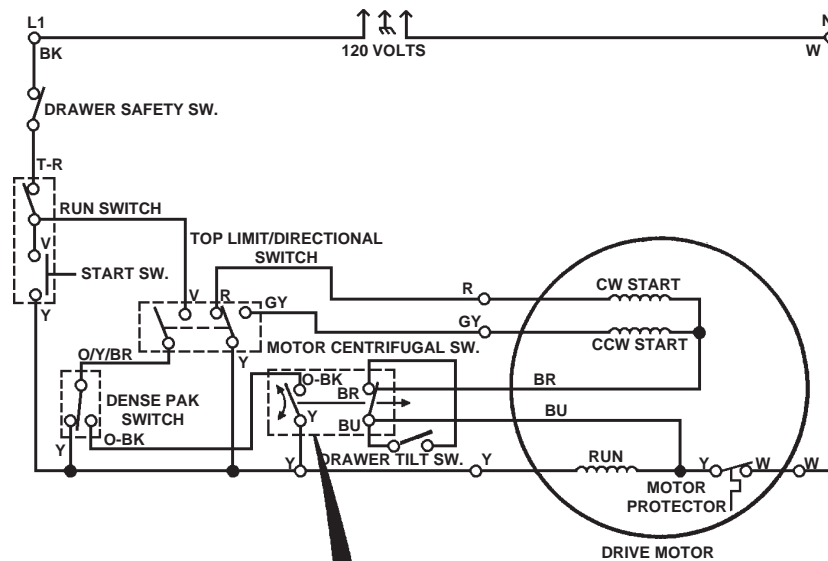 L1
N
BK
120 VOLTS
W
DRAWER SAFETY SW.
T-R
RUN SWITCH
TOP LIMIT/DIRECTIONAL
SWITCH
V
START SW.
R
CW START
V
R
GY
Y
GY
CCW START
O/Y/BR
Y
MOTOR CENTRIFUGAL SW.
O-BK
BR
BR
DENSE PAK
SWITCH
Y
BU
BU
O-BK
Y
Y
DRAWER TILT SW.
Y
RUN
Y
W
W
MOTOR
PROTECTOR
DRIVE MOTOR